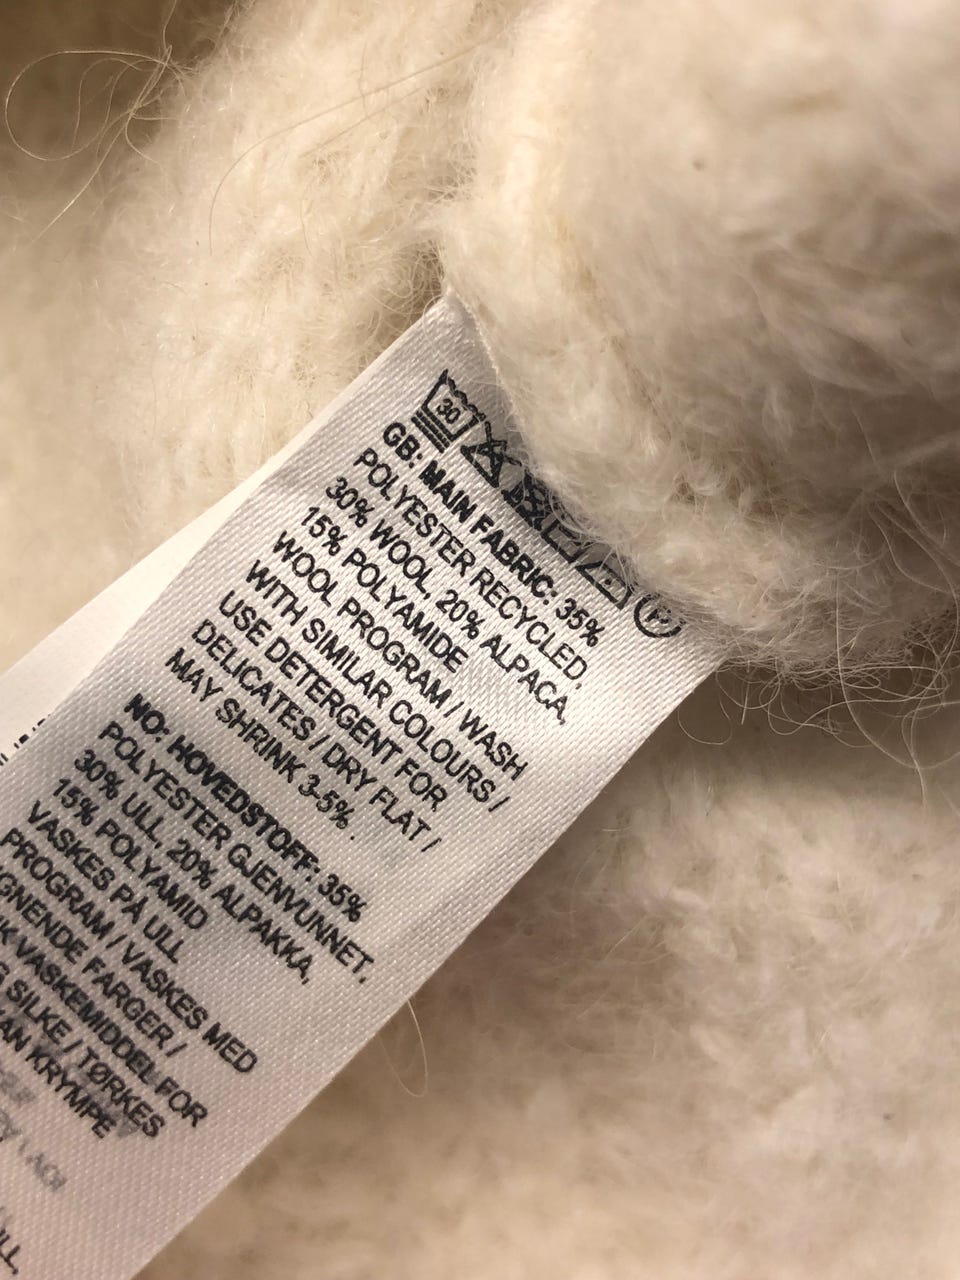 30
GB: MAIN FABRIC: 35%
POLYESTER RECYCLED,
30% WOOL, 20% ALPACA,
15% POLYAMIDE
WOOL PROGRAM / WASH
WITH SIMILAR COLOURS /
USE DETERGENT FOR
DELICATES / DRY FLAT /
MAY SHRINK 3-5% .
NO: HOVEDSTOFF: 35%
POLYESTER GJENVUNNET,
30% ULL, 20% ALPAKKA,
15% POLYAMID
VASKES PÅ ULL
PROGRAM / VASKES MED
FARGER /
VASKEMIDDEL FOR
SILKE / TØRKES
KRYMPE